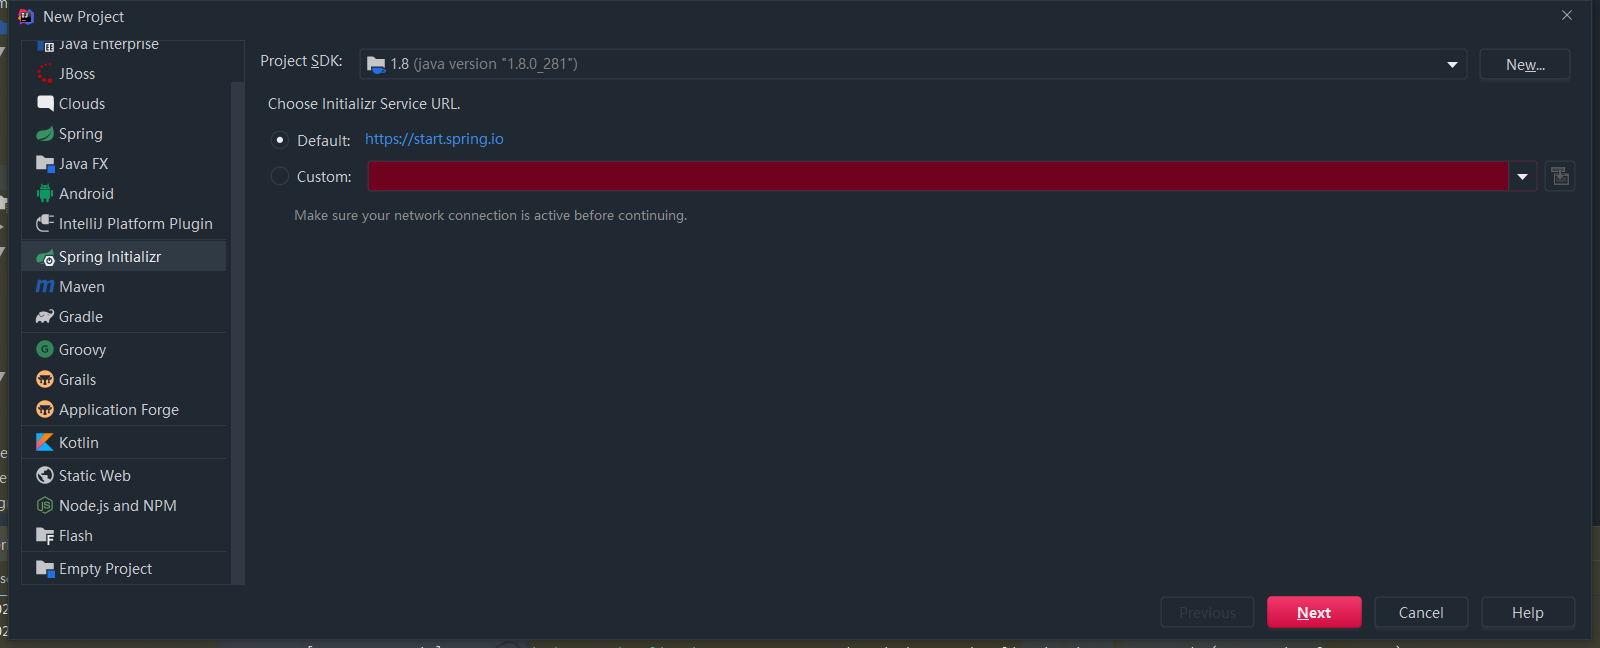 New Project
Java Enterprise
JBoss
Clouds
Spring
Java FX
Android
IntelliJ Platform Plugin
Spring Initializr
Maven
Gradle
Groovy
Grails
Application Forge
Kotlin
Static Web
Node.js and NPM
Flash
Empty Project
Project SDK: 1.8 (java version "1.8.0_281") New...
Choose Initializr Service URL.
Default: https://start.spring.io
Custom:
Make sure your network connection is active before continuing.
Previous Next Cancel Help